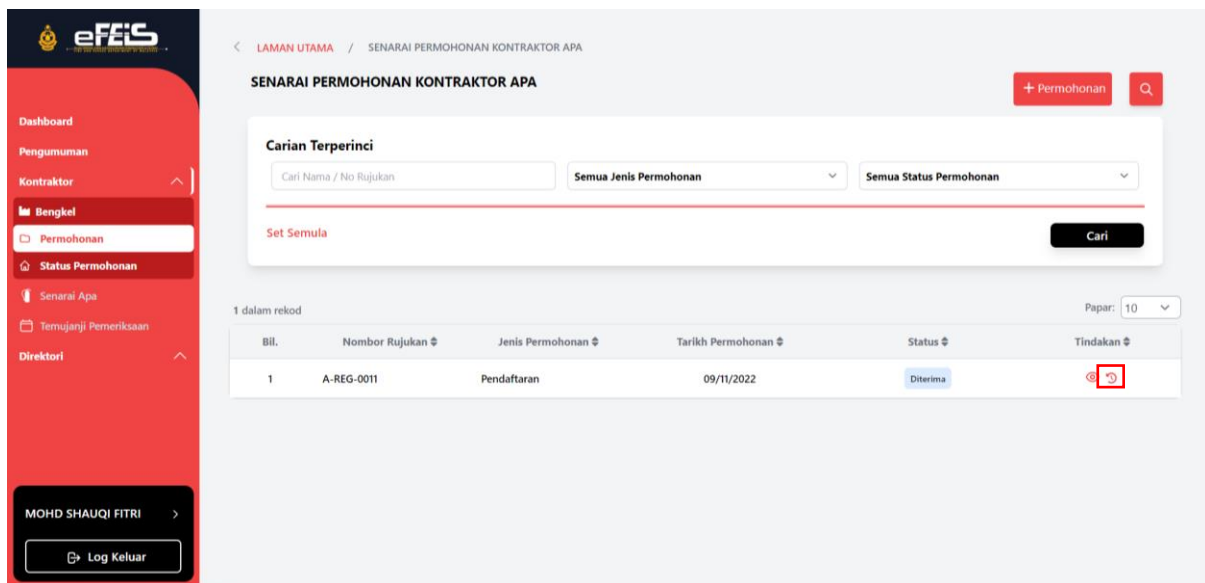 eFEiS
< LAMAN UTAMA / SENARAI PERMOHONAN KONTRAKTOR APA
SENARAI PERMOHONAN KONTRAKTOR APA
+ Permohonan
Dashboard
Pengumuman
Kontraktor
Bengkel
Permohonan
Status Permohonan
Senarai Apa
Temujanji Pemeriksaan
Direktori
Carian Terperinci
Cari Nama / No Rujukan Semua Jenis Permohonan Semua Status Permohonan
Set Semula Cari
1 dalam rekod Papar: 10
Bil. Nombor Rujukan Jenis Permohonan Tarikh Permohonan Status Tindakan
1 A-REG-0011 Pendaftaran 09/11/2022 Diterima
MOHD SHAUQI FITRI >
Log Keluar